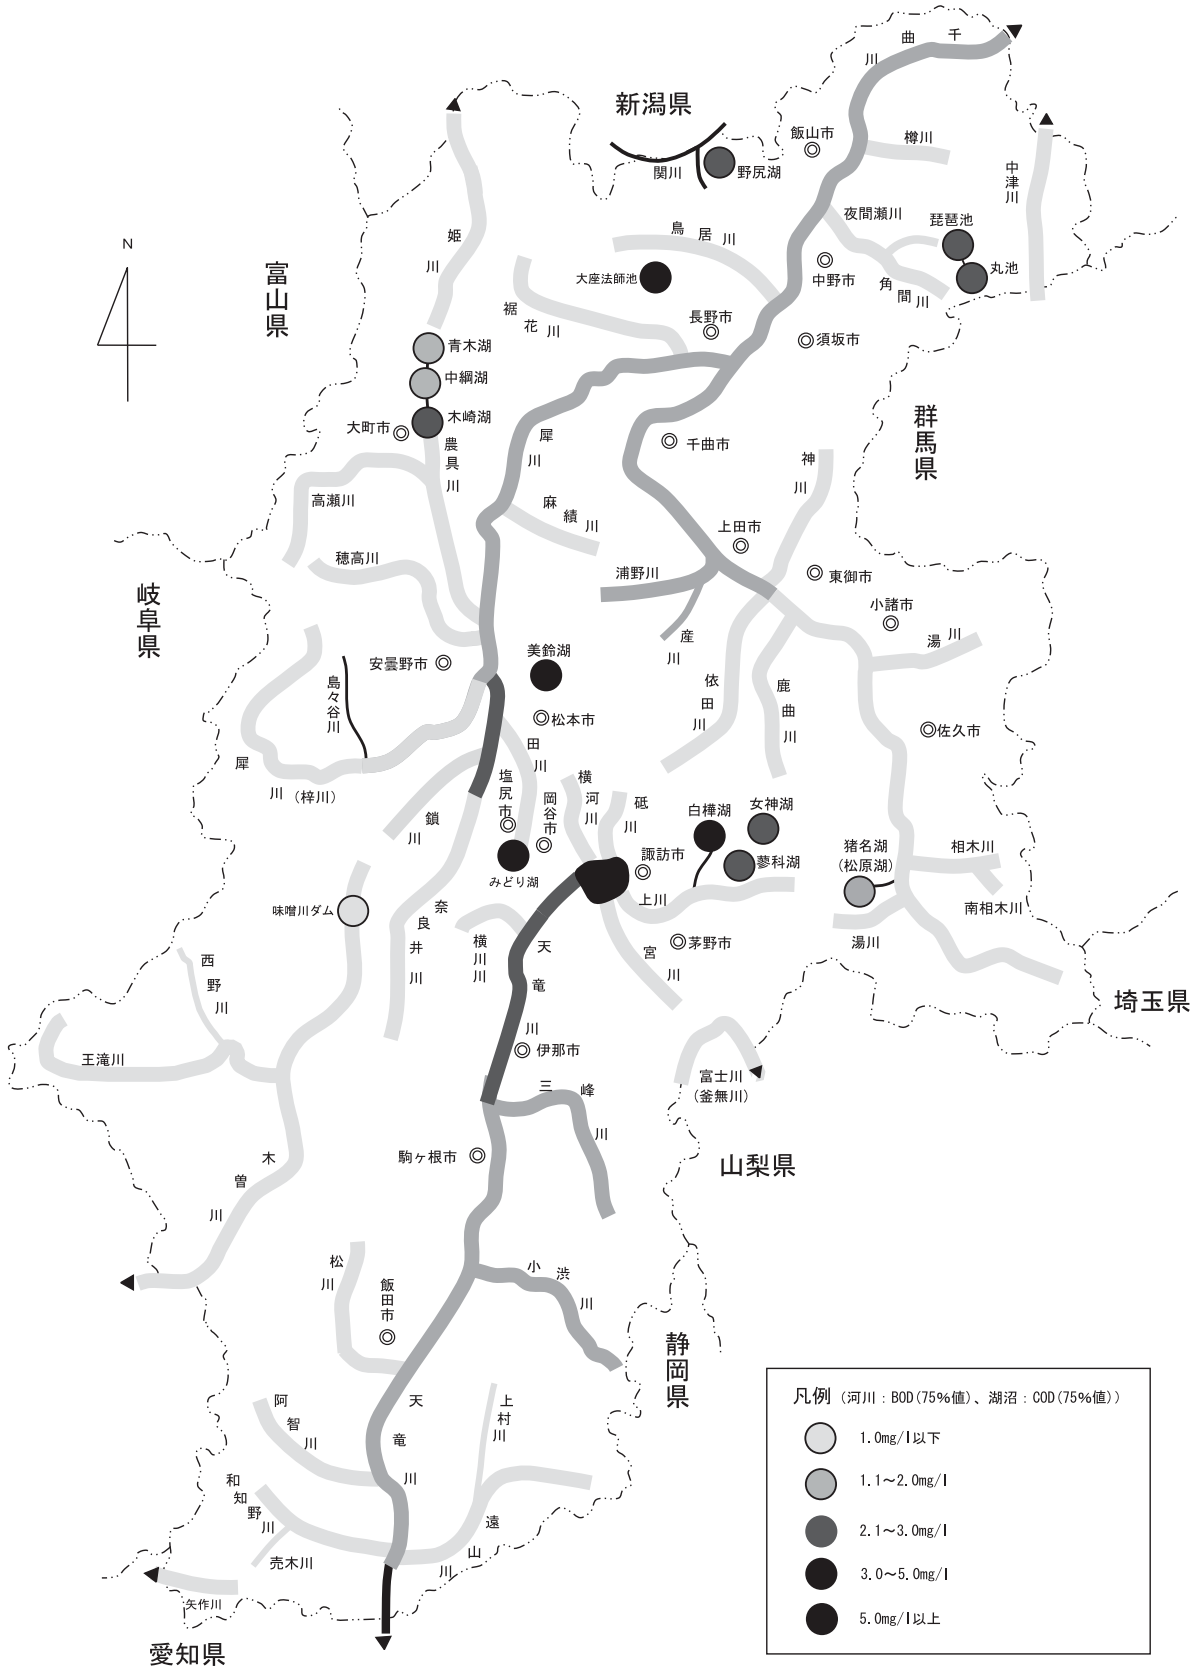 千曲川
新潟県
飯山市
樽川
関川
野尻湖
中津川
夜間瀬川
琵琶池
丸池
姫川
鳥居川
N
富山県
大座法師池
中野市
角間川
裾花川
長野市
須坂市
青木湖
中綱湖
木崎湖
大町市
群馬県
農具川
犀川
千曲市
神川
高瀬川
麻績川
上田市
穂高川
浦野川
東御市
小諸市
岐阜県
湯川
産川
美鈴湖
安曇野市
島々谷川
依田川
鹿曲川
松本市
佐久市
田川
犀川(梓川)
塩尻市
岡谷市
横河川
砥川
白樺湖
女神湖
鎖川
諏訪市
蓼科湖
猪名湖
(松原湖)
相木川
みどり湖
上川
味噌川ダム
奈良井川
南相木川
横川川
天竜川
宮川
茅野市
湯川
西野川
埼玉県
王滝川
伊那市
富士川
(釜無川)
三峰川
木曽川
駒ヶ根市
山梨県
松川
飯田市
小渋川
静岡県
阿智川
天竜川
上村川
和知野川
遠山川
売木川
矢作川
愛知県
凡例 (河川：BOD(75%値)、湖沼：COD(75%値))
1.0mg/l以下
1.1～2.0mg/l
2.1～3.0mg/l
3.0～5.0mg/l
5.0mg/l以上